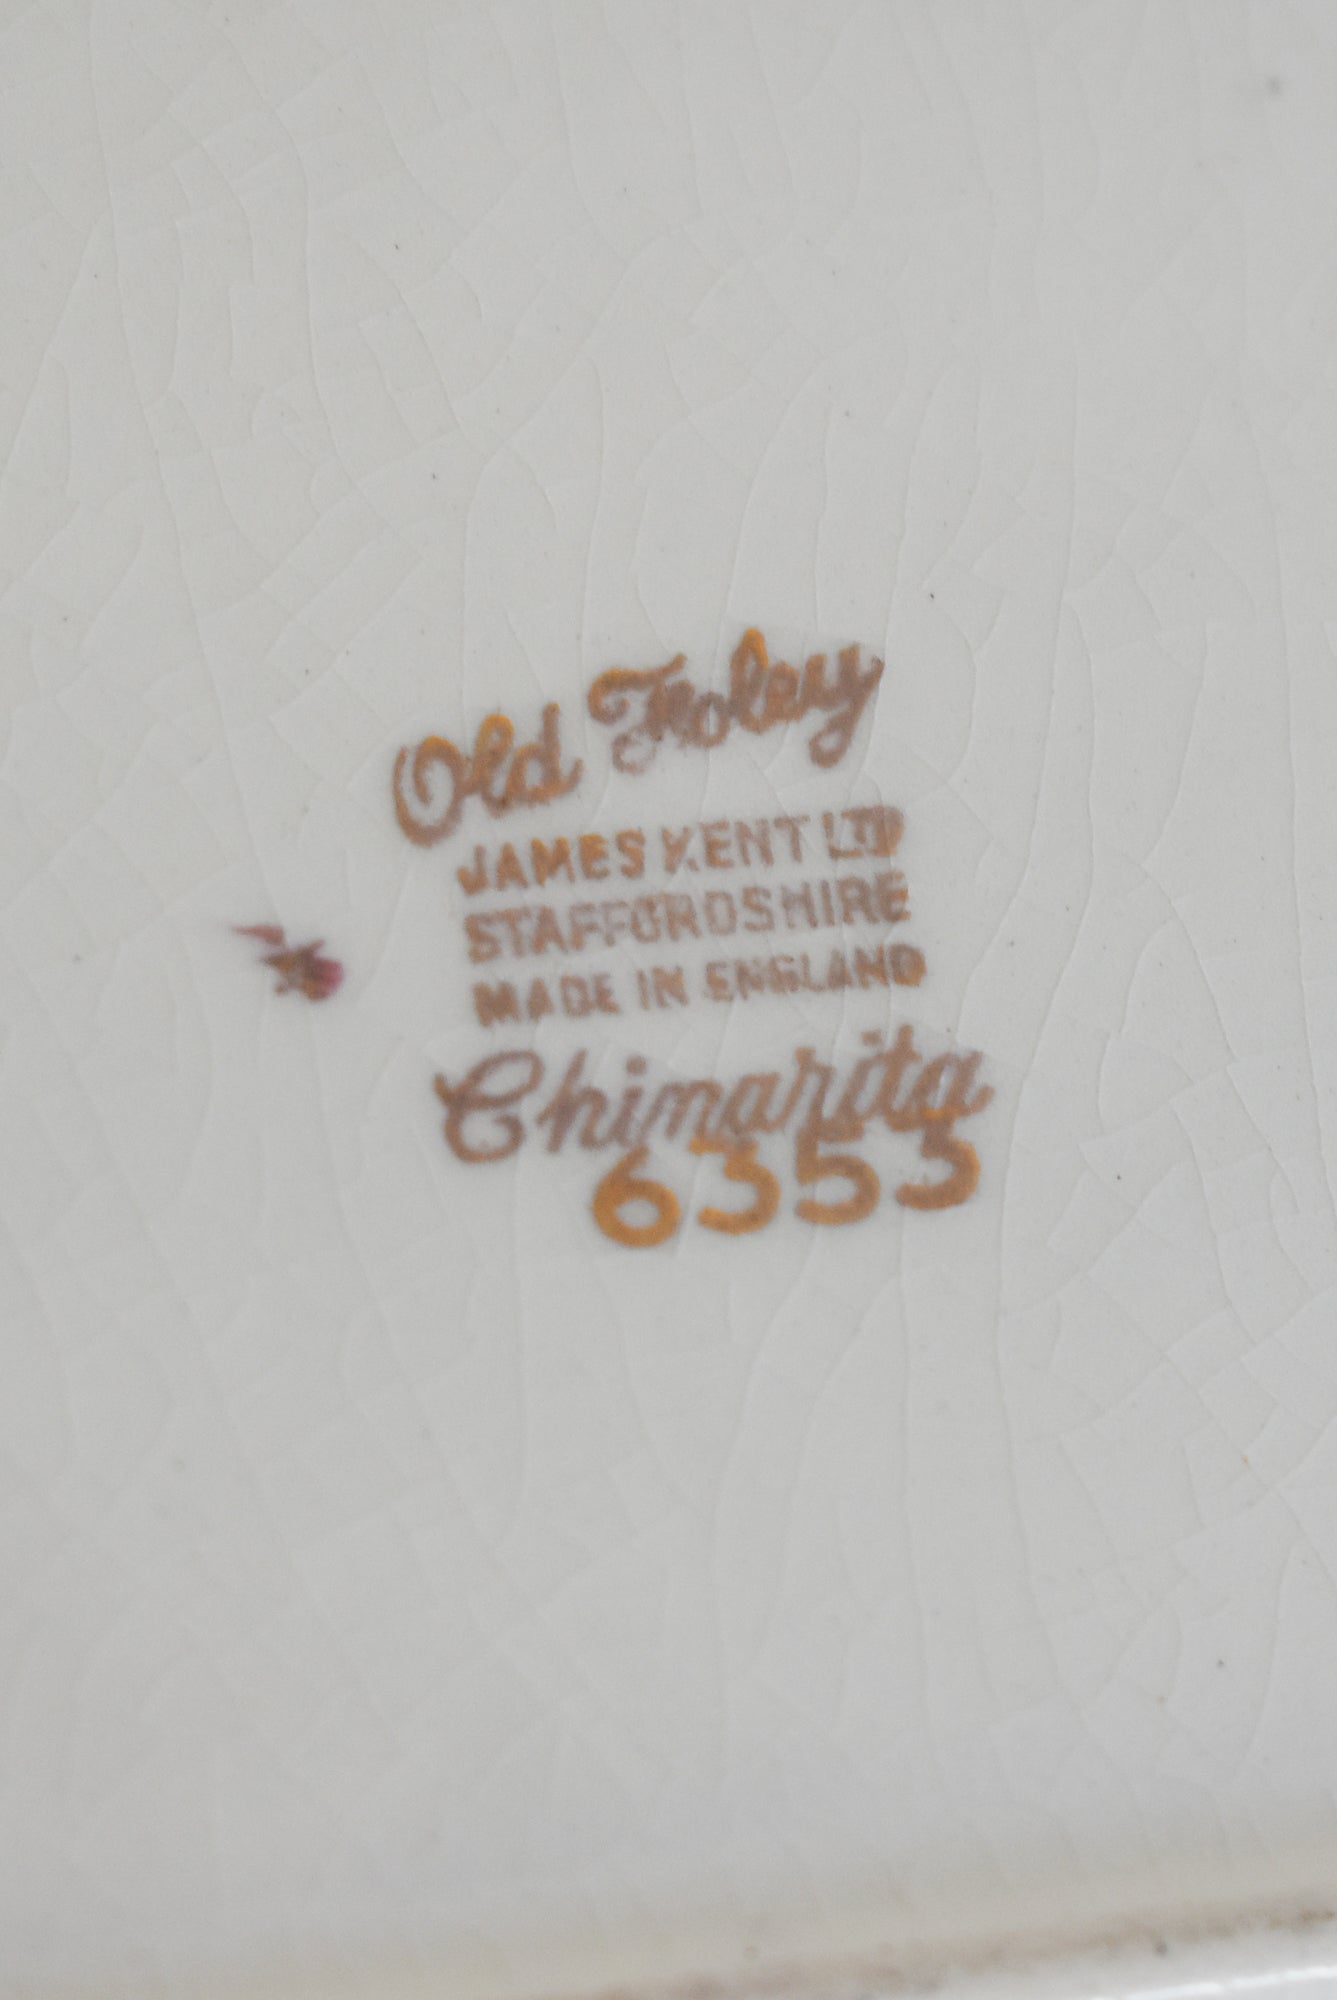 Old Foley
JAMES KENT LTD
STAFFORDSHIRE
MADE IN ENGLAND
Chinarita
6353